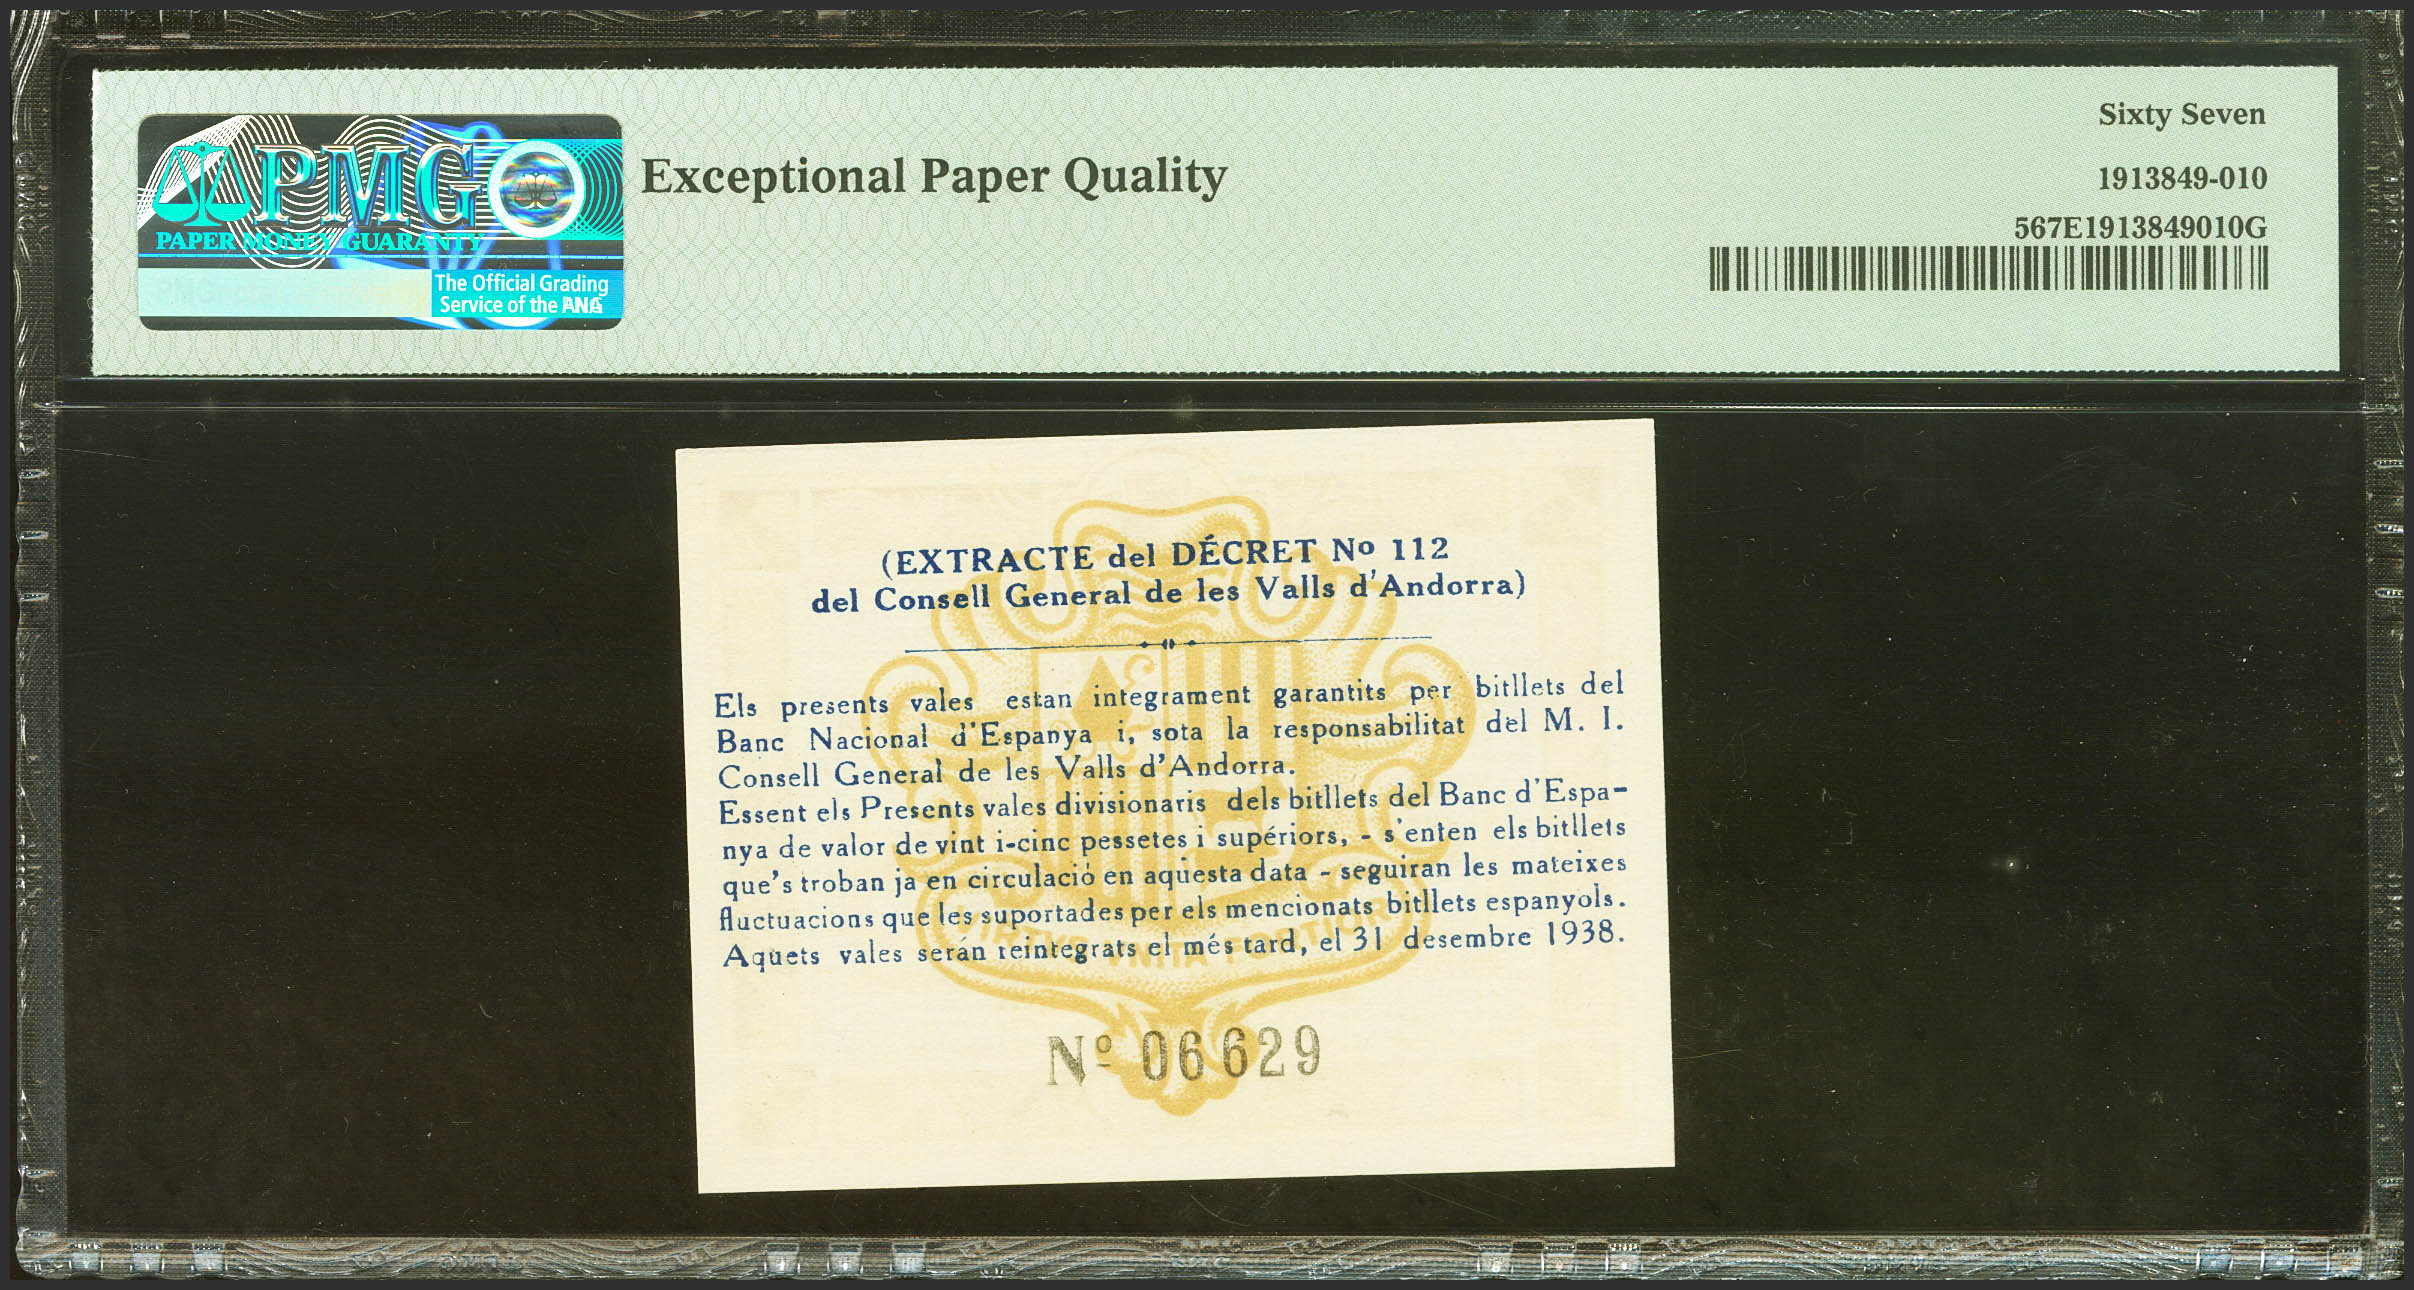 PMG
PAPER MONEY GUARANTY
The Official Grading
Service of the
Exceptional Paper Quality
Sixty Seven
1913849-010
567E1913849010G
(EXTRACTE del DÉCRET Nº 112
del Consell General de les Valls d'Andorra)
Els presents vales estan integrament garantits per bitllets del
Banc Nacional d'Espanya i, sota la responsabilitat del M. I.
Consell General de les Valls d'Andorra.
Essent els Presents vales divisionaris dels bitllets del Banc d'Espa-
nya de valor de vint i-cinc pessetes i supériors, - s'enten els bitllets
que's troban ja en circulació en aquesta data - seguiran les mateixes
fluctuacions que les suportades per els mencionats bitllets espanyols.
Aquets vales serán reintegrats el més tard, el 31 desembre 1938.
Nº 06629